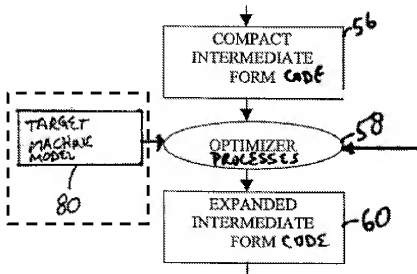 COMPACT
INTERMEDIATE
FORM CODE
56
TARGET
MACHINE
MODEL
80
OPTIMIZER
PROCESSES
58
EXPANDED
INTERMEDIATE
FORM CODE
60